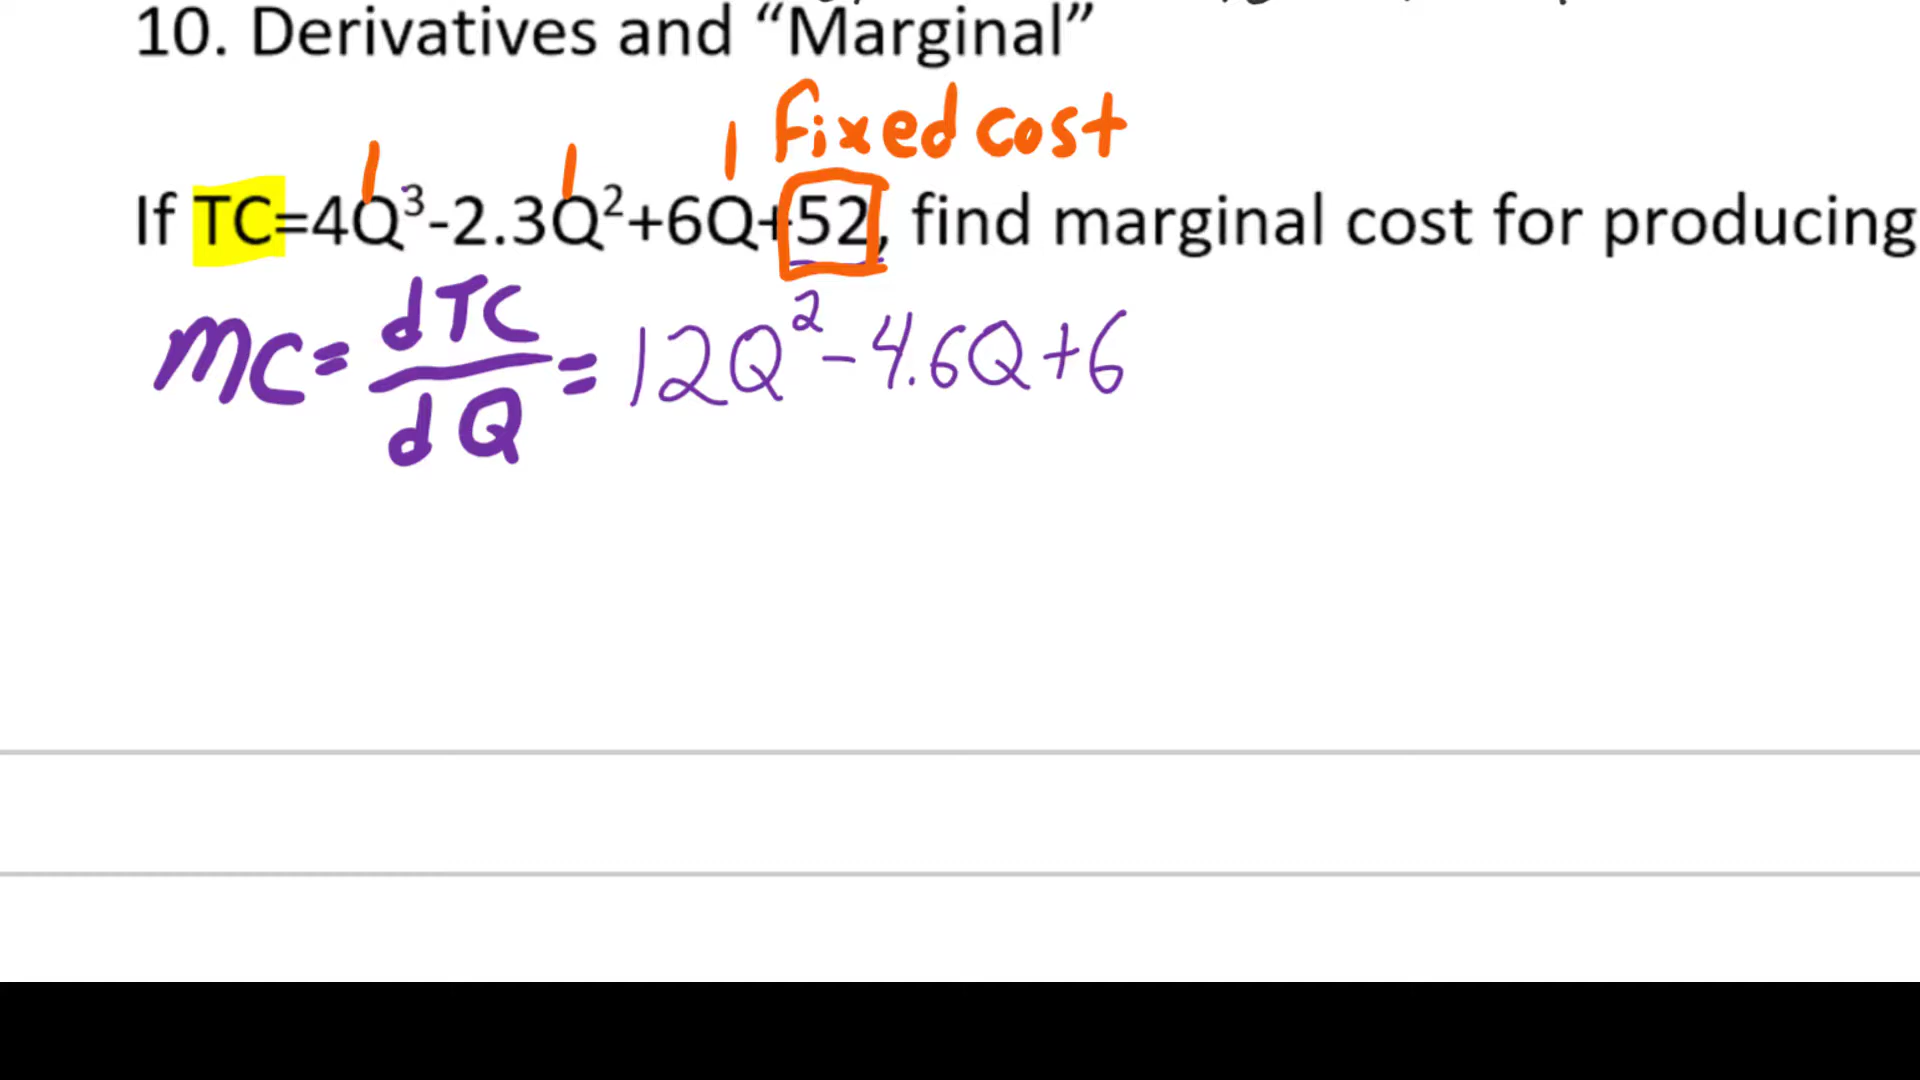 10. Derivatives and “Marginal”
Fixed cost
If TC=4Q³-2.3Q²+6Q+52, find marginal cost for producing
MC = dTC/dQ = 12Q² - 4.6Q + 6